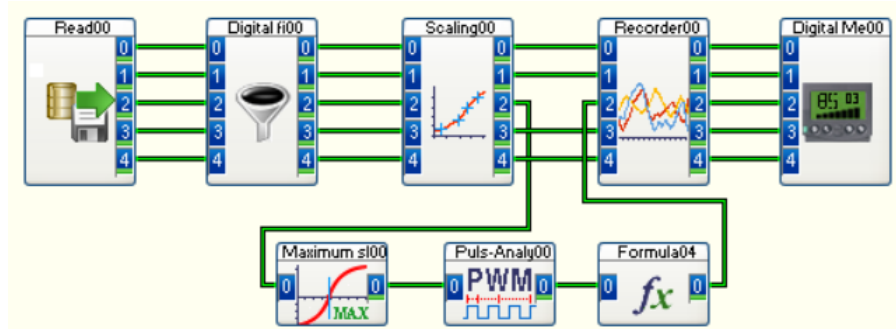 Read00 Digital fi00 Scaling00 Recorder00 Digital Me00
0 0 0 0 0 0 0 0
1 1 1 1 1 1 1 1
2 2 2 2 2 2 2 2
3 3 3 3 3 3 3 3
4 4 4 4 4 4 4 4
85 03
Maximum sl00 Puls-Analy00 Formula04
0 0 0 PWM 0 0 fx 0
MAX